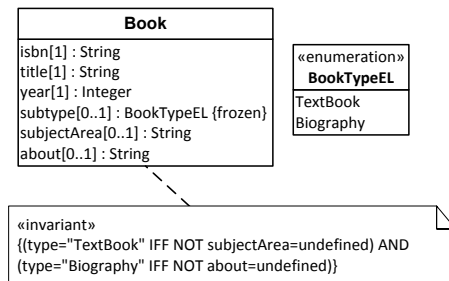 Book
isbn[1] : String
title[1] : String
year[1] : Integer
subtype[0..1] : BookTypeEL {frozen}
subjectArea[0..1] : String
about[0..1] : String
«enumeration»
BookTypeEL
TextBook
Biography
«invariant»
{(type="TextBook" IFF NOT subjectArea=undefined) AND
(type="Biography" IFF NOT about=undefined)}